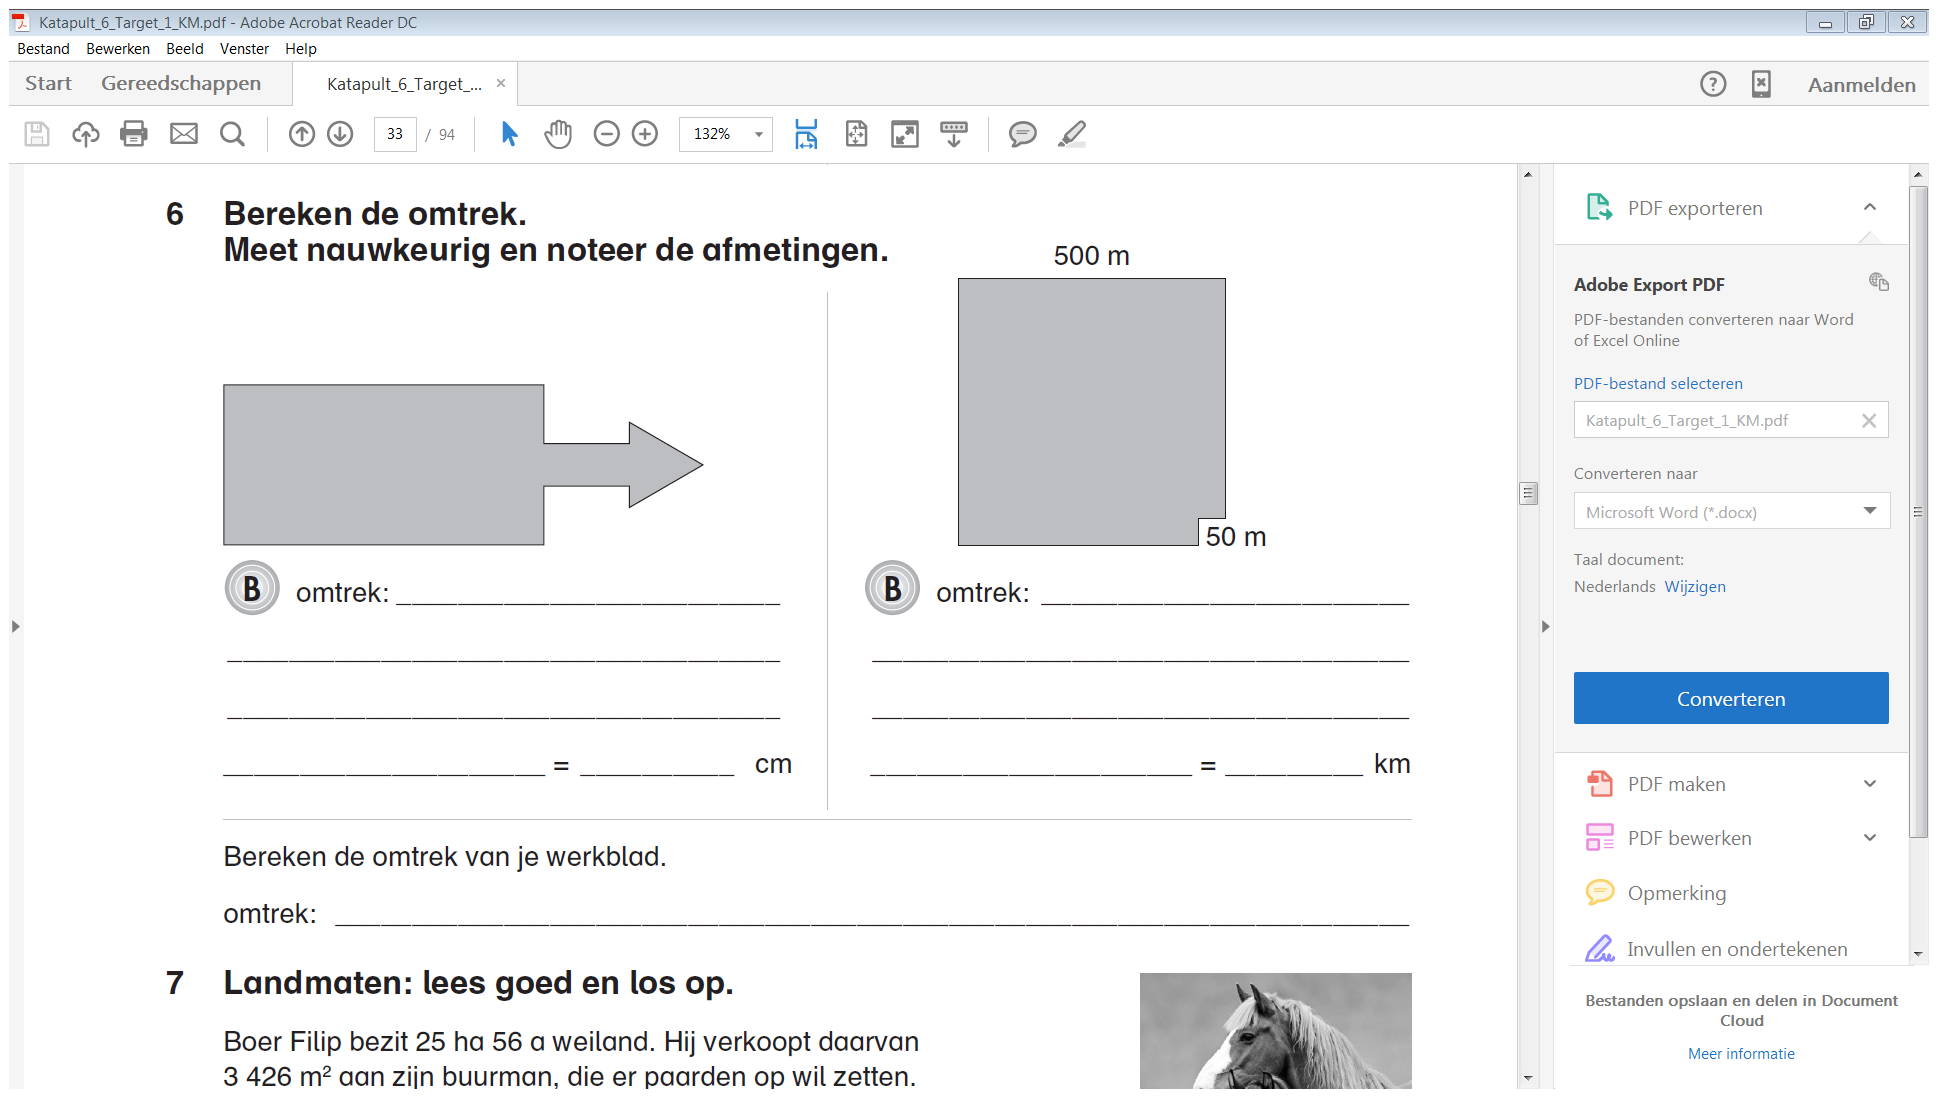 Katapult_6_Target_1_KM.pdf - Adobe Acrobat Reader DC
Bestand Bewerken Beeld Venster Help
Start Gereedschappen Katapult_6_Target_... × Aanmelden
33 / 94 132%
6 Bereken de omtrek.
Meet nauwkeurig en noteer de afmetingen.
500 m
50 m
B omtrek: ____________________
= __________ cm
B omtrek: ____________________
= __________ km
Bereken de omtrek van je werkblad.
omtrek: ____________________
7 Landmaten: lees goed en los op.
Boer Filip bezit 25 ha 56 a weiland. Hij verkoopt daarvan
3 426 m² aan zijn buurman, die er paarden op wil zetten.
PDF exporteren
Adobe Export PDF
PDF-bestanden converteren naar Word
of Excel Online
PDF-bestand selecteren
Katapult_6_Target_1_KM.pdf
Converteren naar
Microsoft Word (*.docx)
Taal document:
Nederlands Wijzigen
Converteren
PDF maken
PDF bewerken
Opmerking
Invullen en ondertekenen
Bestanden opslaan en delen in Document
Cloud
Meer informatie